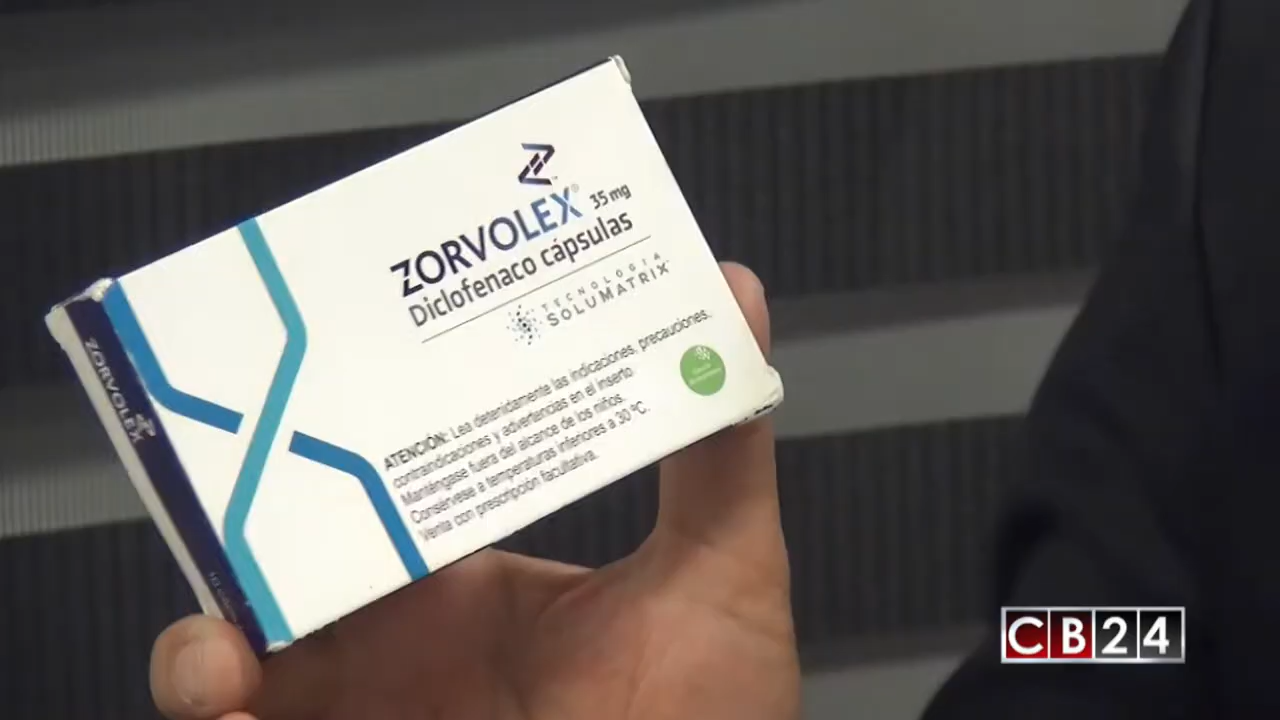 ZORVOLEX® 35 mg
Diclofenaco cápsulas
TECNOLOGÍA
SOLUMATRIX
ATENCIÓN: Lea detenidamente las indicaciones, precauciones,
contraindicaciones y advertencias en el inserto.
Manténgase fuera del alcance de los niños.
Consérvese a temperaturas inferiores a 30 ºC.
Venta con prescripción facultativa.
ZORVOLEX
CB24